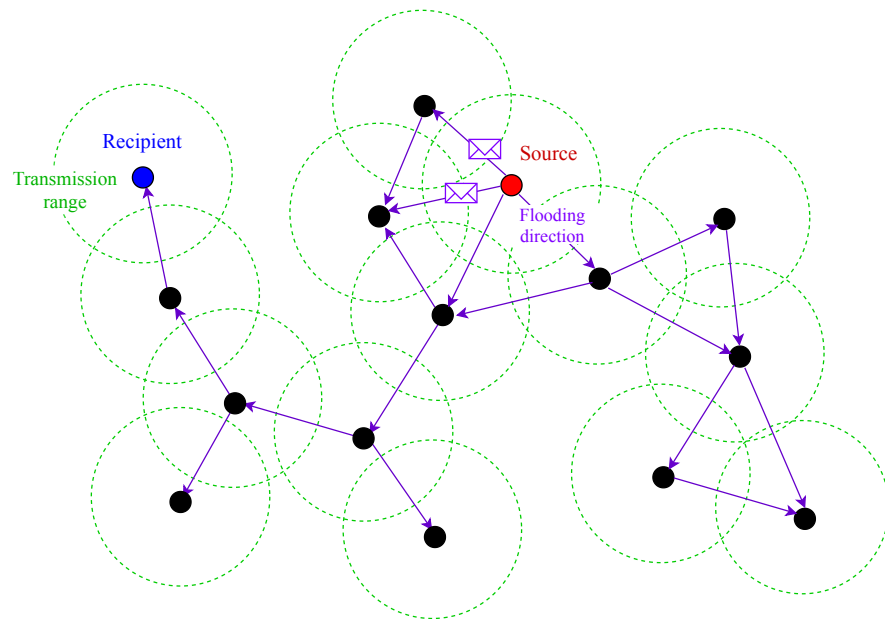 Recipient
Source
Transmission
range
Flooding
direction